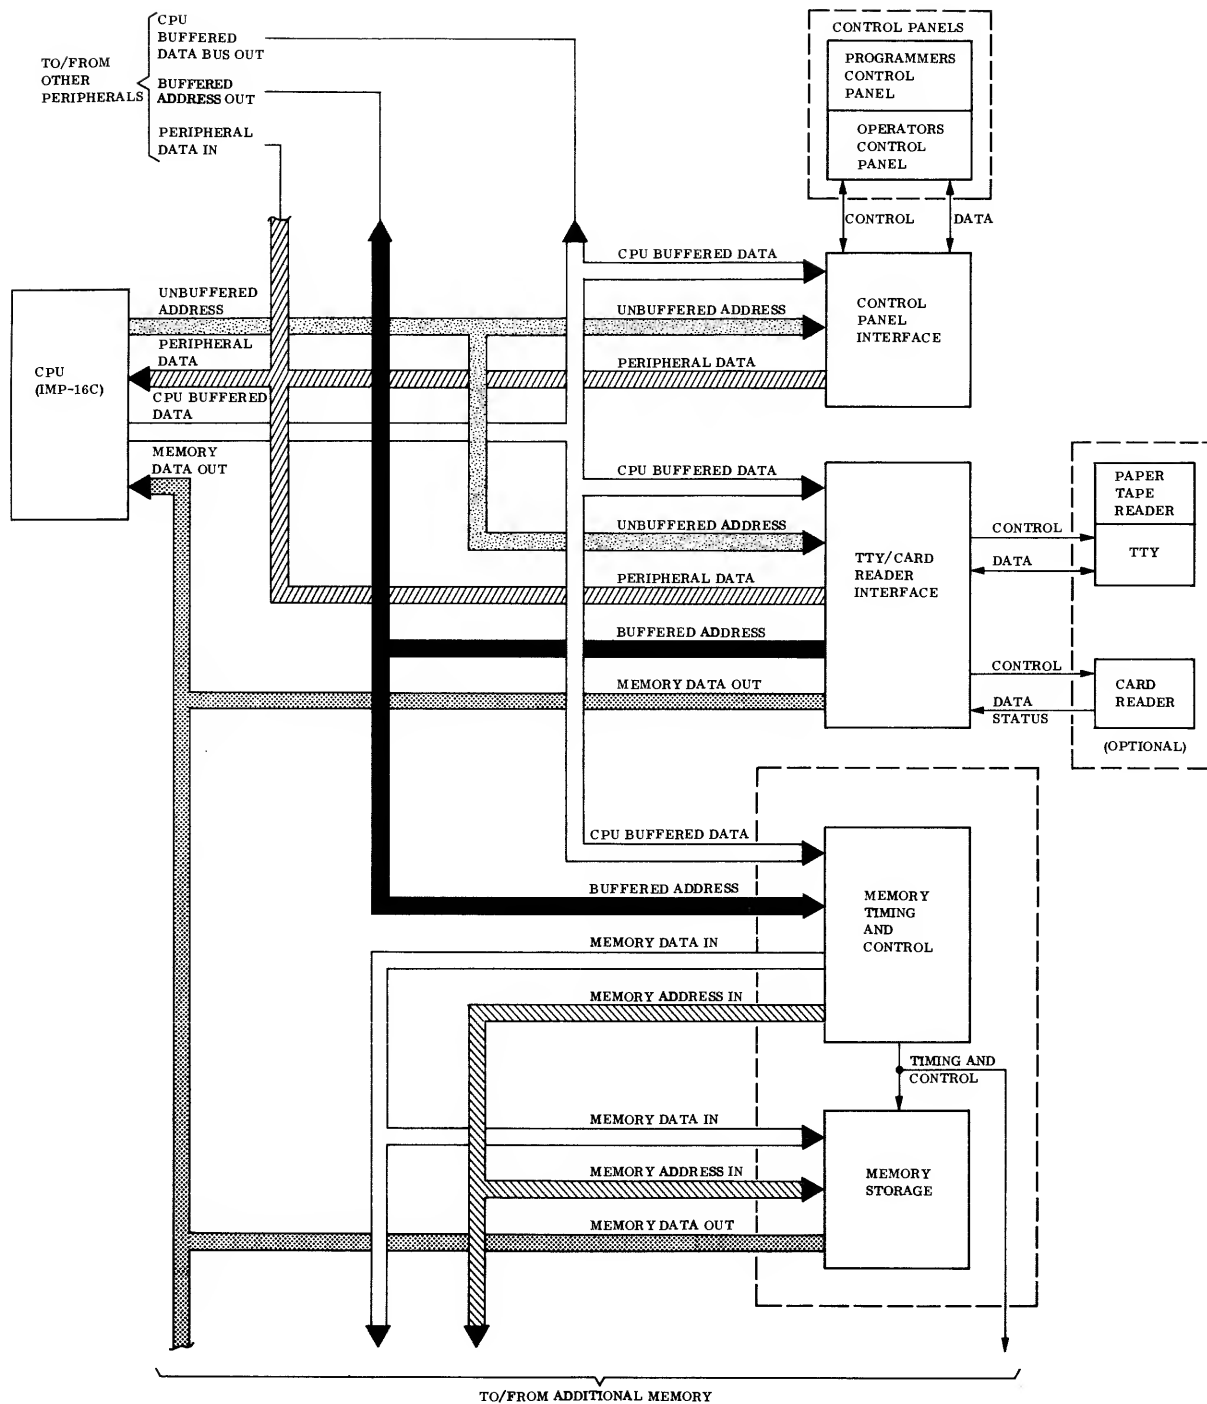 CPU
BUFFERED
DATA BUS OUT
TO/FROM
OTHER
PERIPHERALS
BUFFERED
ADDRESS OUT
PERIPHERAL
DATA IN
CONTROL PANELS
PROGRAMMERS
CONTROL
PANEL
OPERATORS
CONTROL
PANEL
CONTROL
DATA
CPU BUFFERED DATA
UNBUFFERED
ADDRESS
UNBUFFERED ADDRESS
CONTROL
PANEL
INTERFACE
PERIPHERAL
DATA
PERIPHERAL DATA
CPU
(IMP-16C)
CPU BUFFERED
DATA
MEMORY
DATA OUT
CPU BUFFERED DATA
UNBUFFERED ADDRESS
PERIPHERAL DATA
BUFFERED ADDRESS
MEMORY DATA OUT
TTY/CARD
READER
INTERFACE
CONTROL
DATA
PAPER
TAPE
READER
TTY
CONTROL
DATA
STATUS
CARD
READER
(OPTIONAL)
CPU BUFFERED DATA
BUFFERED ADDRESS
MEMORY DATA IN
MEMORY ADDRESS IN
MEMORY
TIMING
AND
CONTROL
TIMING AND
CONTROL
MEMORY DATA IN
MEMORY ADDRESS IN
MEMORY DATA OUT
MEMORY
STORAGE
TO/FROM ADDITIONAL MEMORY